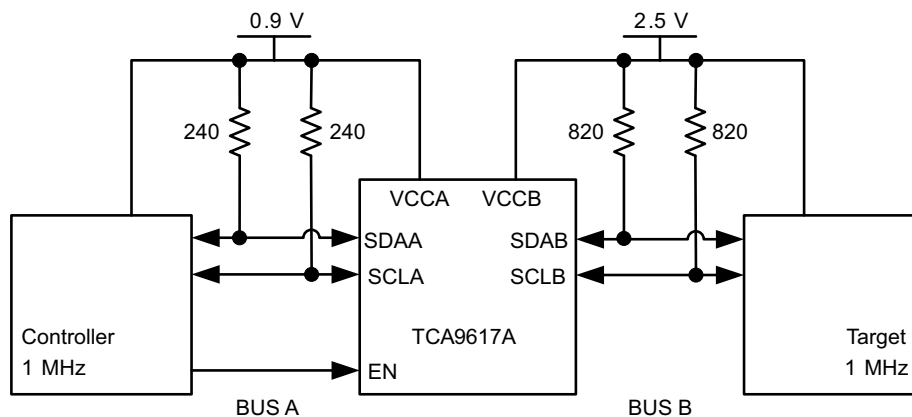 0.9 V
2.5 V
240
240
820
820
VCCA
VCCB
SDAA
SDAB
SCLA
SCLB
Controller
1 MHz
TCA9617A
Target
1 MHz
EN
BUS A
BUS B